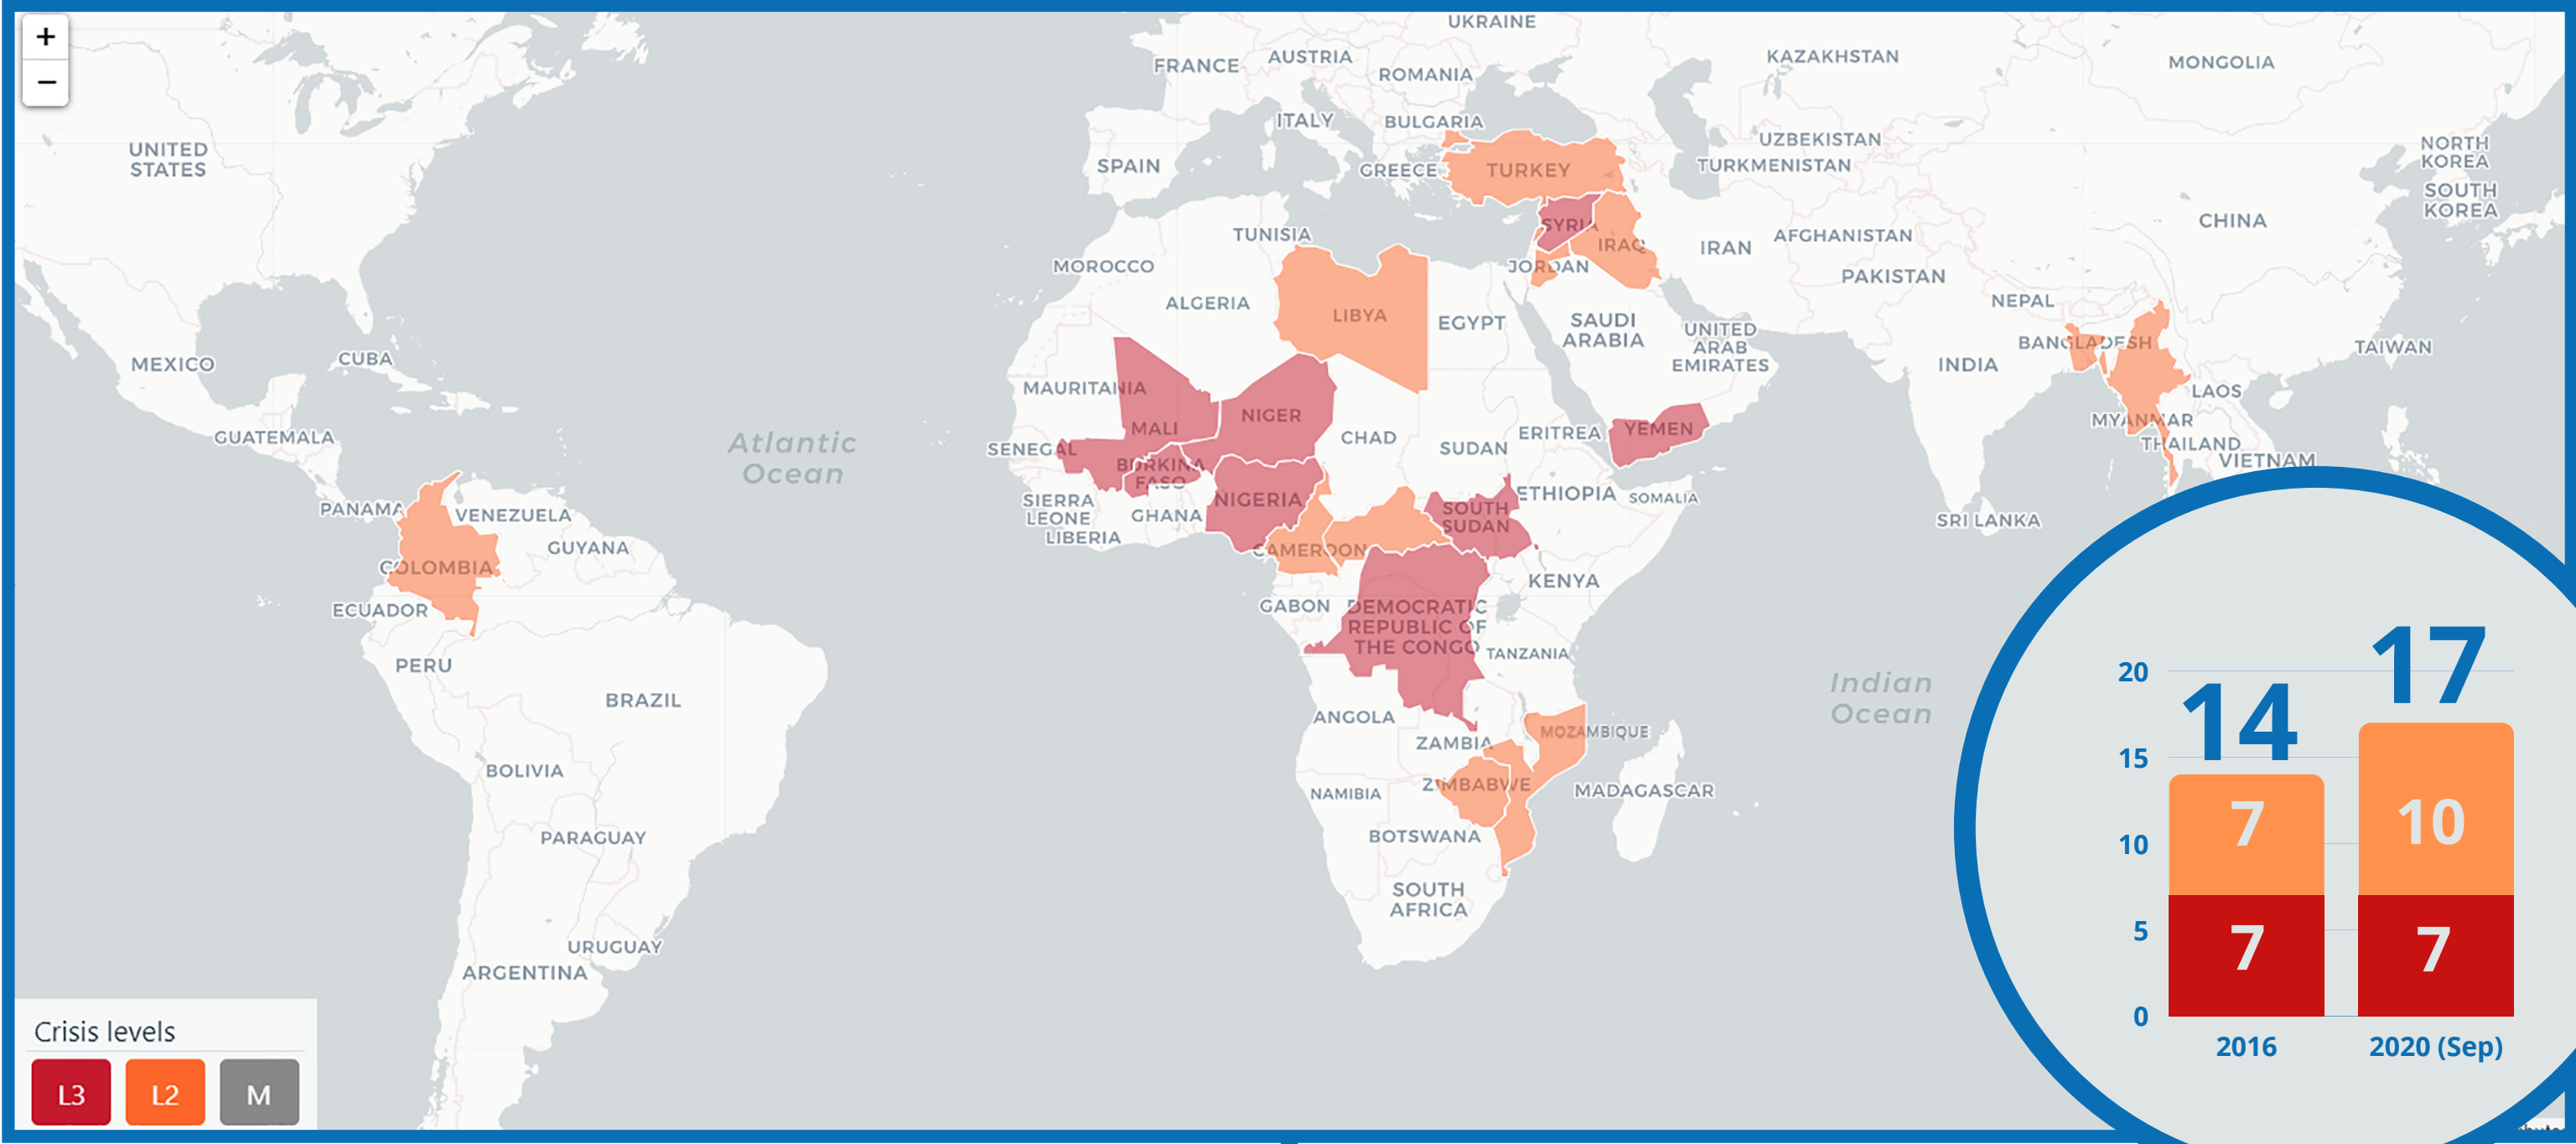 +
−
UKRAINE
KAZAKHSTAN
MONGOLIA
FRANCE
AUSTRIA
ROMANIA
ITALY
BULGARIA
UZBEKISTAN
TURKMENISTAN
NORTH
KOREA
SOUTH
KOREA
UNITED
STATES
SPAIN
GREECE
TURKEY
SYRIA
IRAQ
IRAN
AFGHANISTAN
CHINA
TUNISIA
MOROCCO
JORDAN
PAKISTAN
ALGERIA
LIBYA
EGYPT
SAUDI
ARABIA
UNITED
ARAB
EMIRATES
NEPAL
BANGLADESH
INDIA
TAIWAN
MEXICO
CUBA
MAURITANIA
MALI
NIGER
CHAD
SUDAN
ERITREA
YEMEN
LAOS
MYANMAR
THAILAND
VIETNAM
GUATEMALA
Atlantic
Ocean
SENEGAL
BURKINA
FASO
NIGERIA
SIERRA
LEONE
LIBERIA
GHANA
ETHIOPIA
SOMALIA
SOUTH
SUDAN
SRI LANKA
PANAMA
VENEZUELA
GUYANA
COLOMBIA
ECUADOR
CAMEROON
KENYA
GABON
DEMOCRATIC
REPUBLIC OF
THE CONGO
TANZANIA
PERU
BRAZIL
ANGOLA
ZAMBIA
MOZAMBIQUE
Indian
Ocean
BOLIVIA
NAMIBIA
ZIMBABWE
MADAGASCAR
PARAGUAY
BOTSWANA
SOUTH
AFRICA
URUGUAY
ARGENTINA
Crisis levels
L3
L2
M
17
14
20
15
10
5
0
7
10
7
7
2016
2020 (Sep)